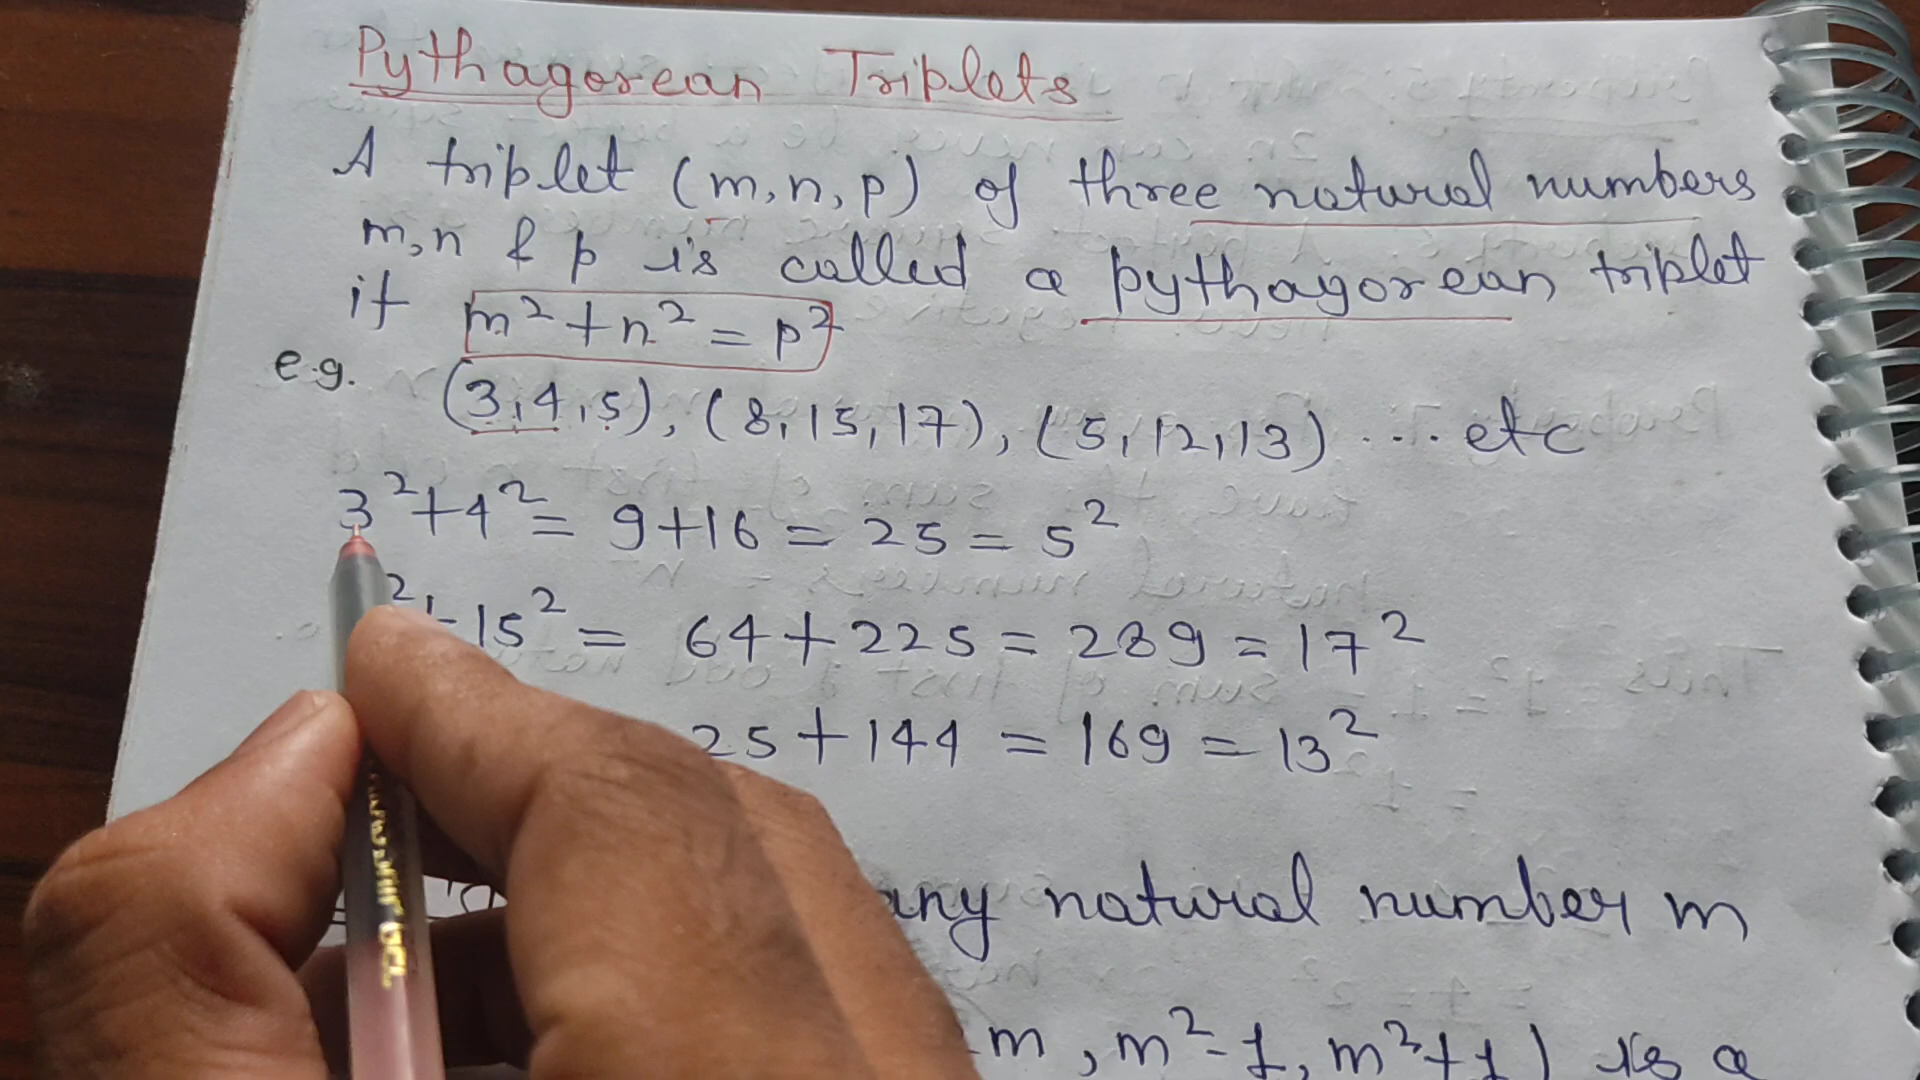 Pythagorean Triplets
A triplet (m,n,p) of three natural numbers
m,n & p is called a pythagorean triplet
if m²+n²=p²
e.g. (3,4,5), (8,15,17), (5,12,13) ... etc
3²+4²= 9+16 = 25 = 5²
²+15² = 64+225 = 289 = 17²
25+144 = 169 = 13²
any natural number m
m, m²-1, m²+1) is a